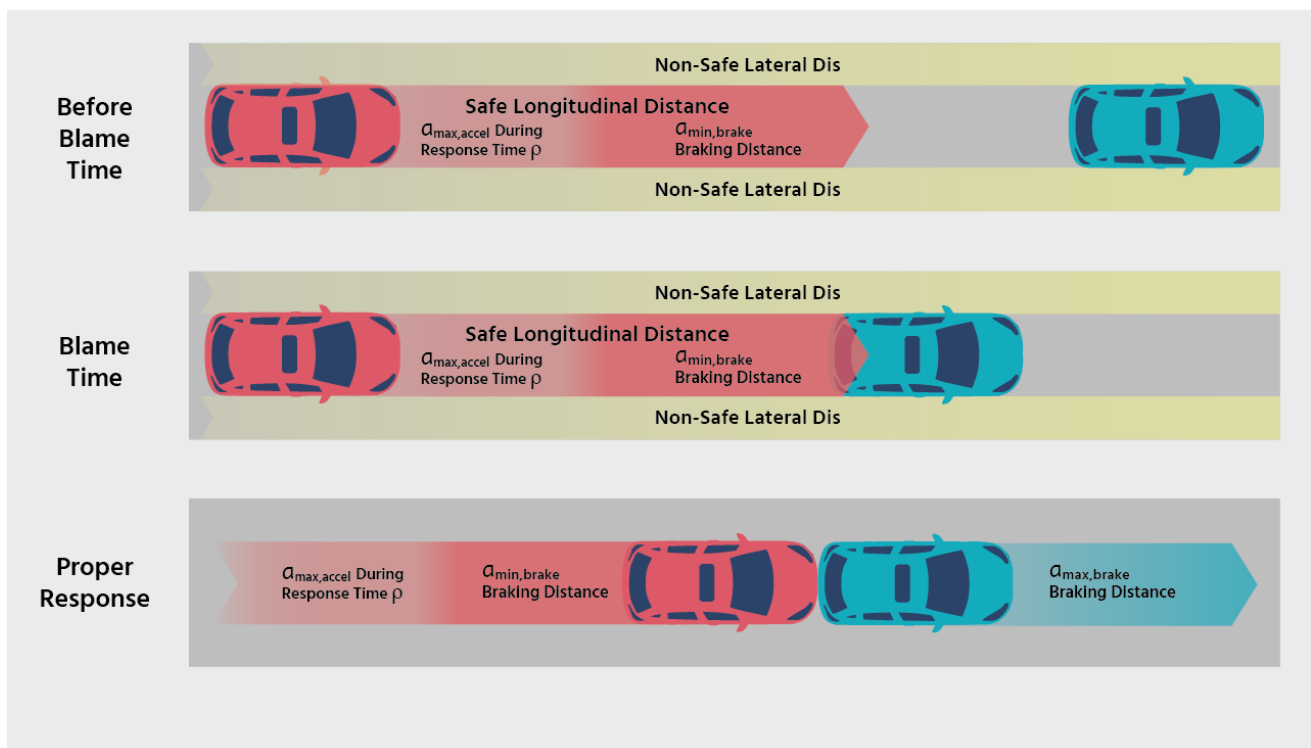 Before
Blame
Time
Non-Safe Lateral Dis
Safe Longitudinal Distance
amax,accel During
Response Time ρ
amin,brake
Braking Distance
Non-Safe Lateral Dis
Blame
Time
Non-Safe Lateral Dis
Safe Longitudinal Distance
amax,accel During
Response Time ρ
amin,brake
Braking Distance
Non-Safe Lateral Dis
Proper
Response
amax,accel During
Response Time ρ
amin,brake
Braking Distance
amax,brake
Braking Distance